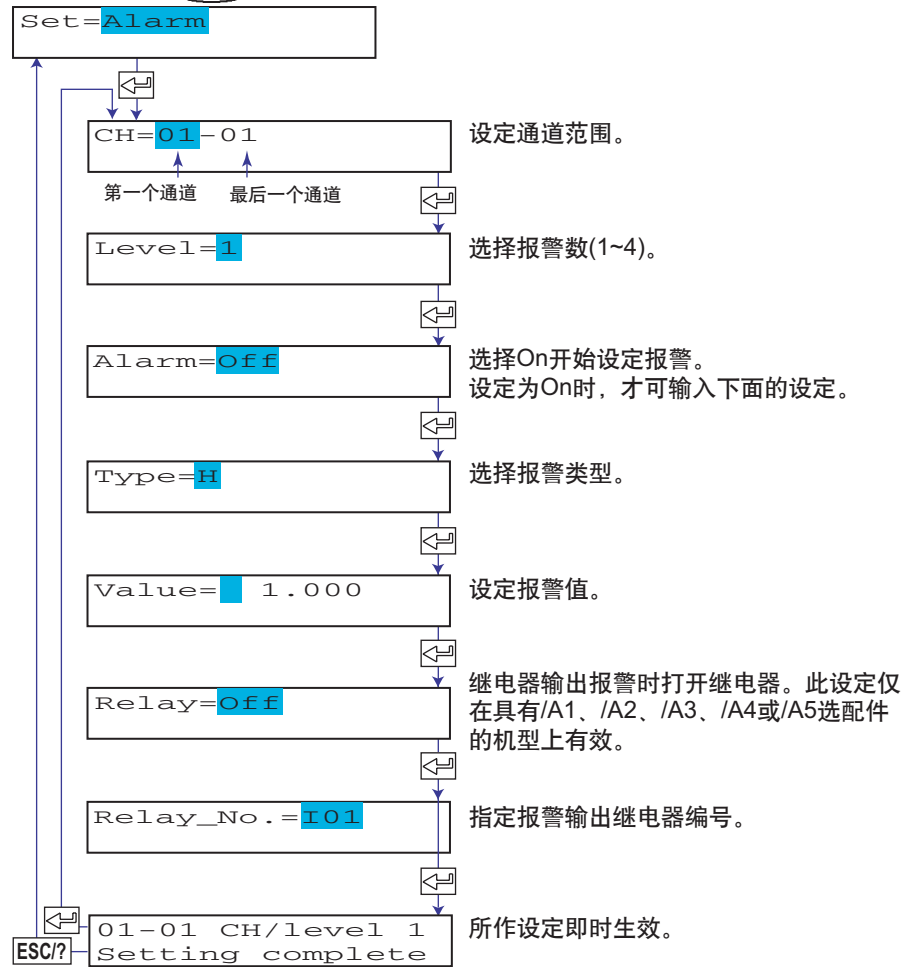 Set=Alarm
CH=01-01
设定通道范围。
第一个通道 最后一个通道
Level=1
选择报警数(1~4)。
Alarm=Off
选择On开始设定报警。
设定为On时，才可输入下面的设定。
Type=H
选择报警类型。
Value= 1.000
设定报警值。
Relay=Off
继电器输出报警时打开继电器。此设定仅
在具有/A1、/A2、/A3、/A4或/A5选配件
的机型上有效。
Relay_No.=I01
指定报警输出继电器编号。
01-01 CH/level 1
Setting complete
所作设定即时生效。
ESC/?